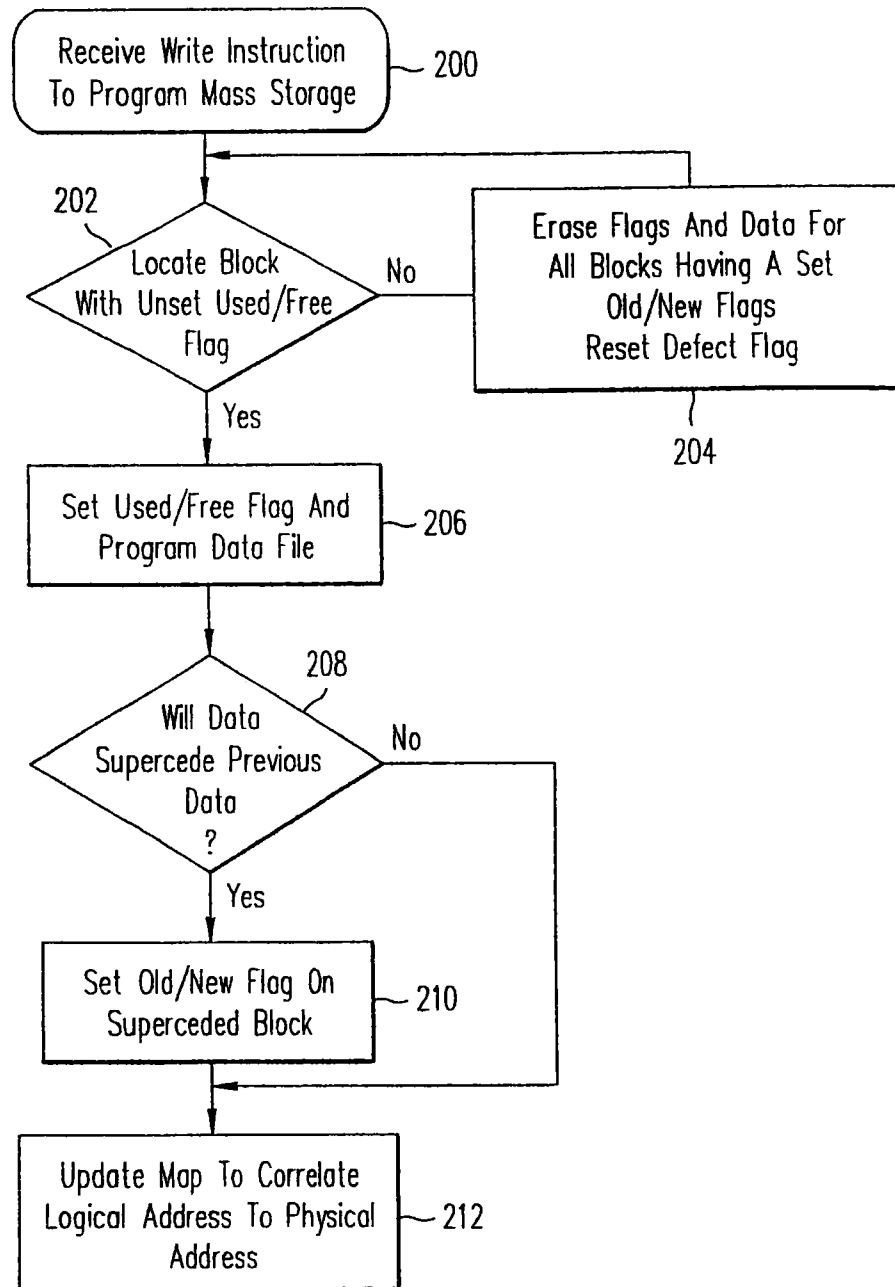 Receive Write Instruction
To Program Mass Storage
200
202
Locate Block
With Unset Used/Free
Flag
No
Erase Flags And Data For
All Blocks Having A Set
Old/New Flags
Reset Defect Flag
204
Yes
Set Used/Free Flag And
Program Data File
206
208
Will Data
Supercede Previous
Data
?
No
Yes
Set Old/New Flag On
Superceded Block
210
Update Map To Correlate
Logical Address To Physical
Address
212